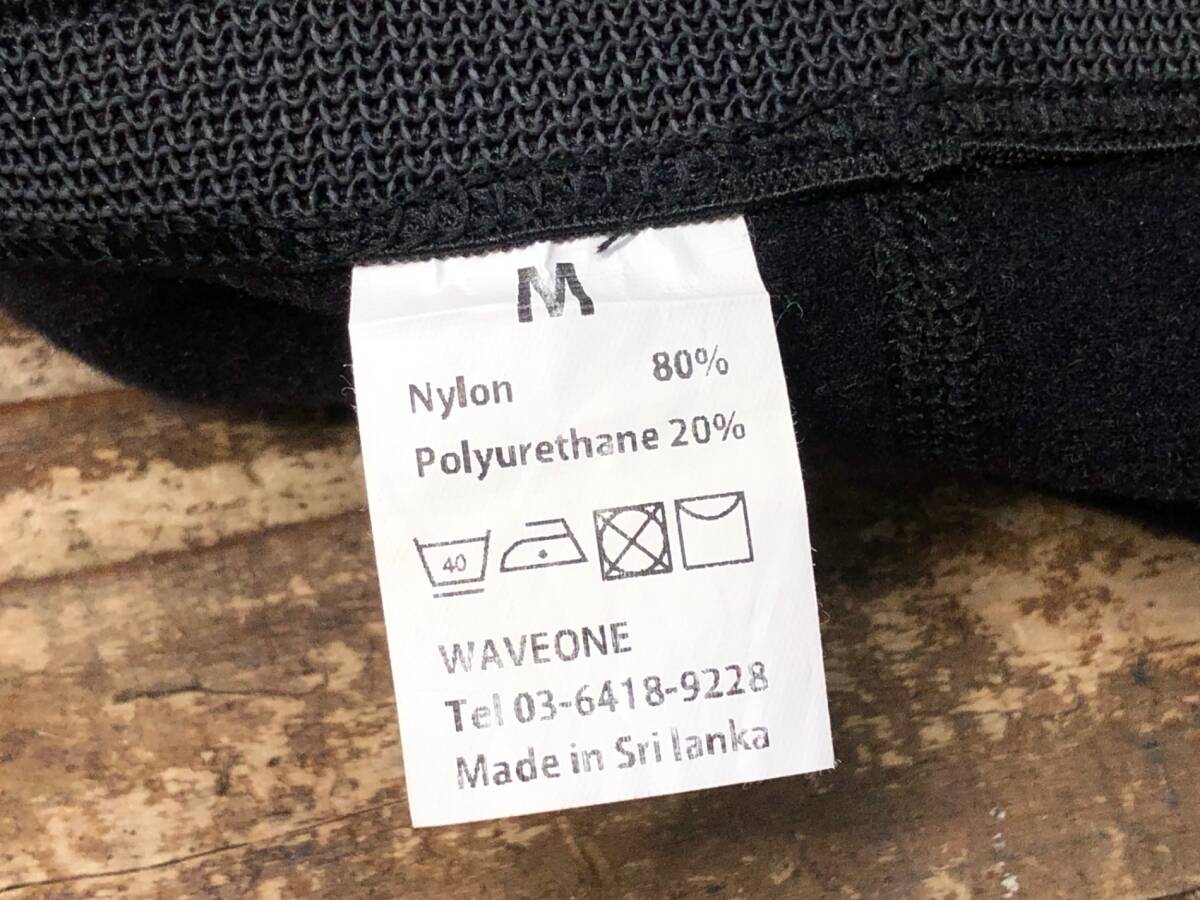 M
Nylon 80%
Polyurethane 20%
40
WAVEONE
Tel 03-6418-9228
Made in Sri lanka